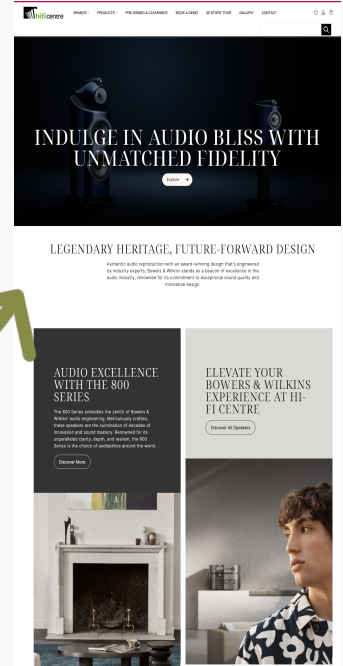 hificentre
BRANDS PRODUCTS PRE-OWNED & CLEARANCE BOOK A DEMO 3D STORE TOUR GALLERY CONTACT
INDULGE IN AUDIO BLISS WITH
UNMATCHED FIDELITY
Explore →
LEGENDARY HERITAGE, FUTURE-FORWARD DESIGN
Authentic audio reproduction with an award-winning design that's engineered
by industry experts, Bowers & Wilkins stands as a beacon of excellence in the
audio industry, renowned for its commitment to exceptional sound quality and
innovative design.
AUDIO EXCELLENCE
WITH THE 800
SERIES
The 800 Series embodies the zenith of Bowers &
Wilkins' audio engineering. Meticulously crafted,
these speakers are the culmination of decades of
innovation and sound mastery. Renowned for its
unparalleled clarity, depth, and realism, the 800
Series is the choice of audiophiles around the world.
Discover More
ELEVATE YOUR
BOWERS & WILKINS
EXPERIENCE AT HI-
FI CENTRE
Discover All Speakers